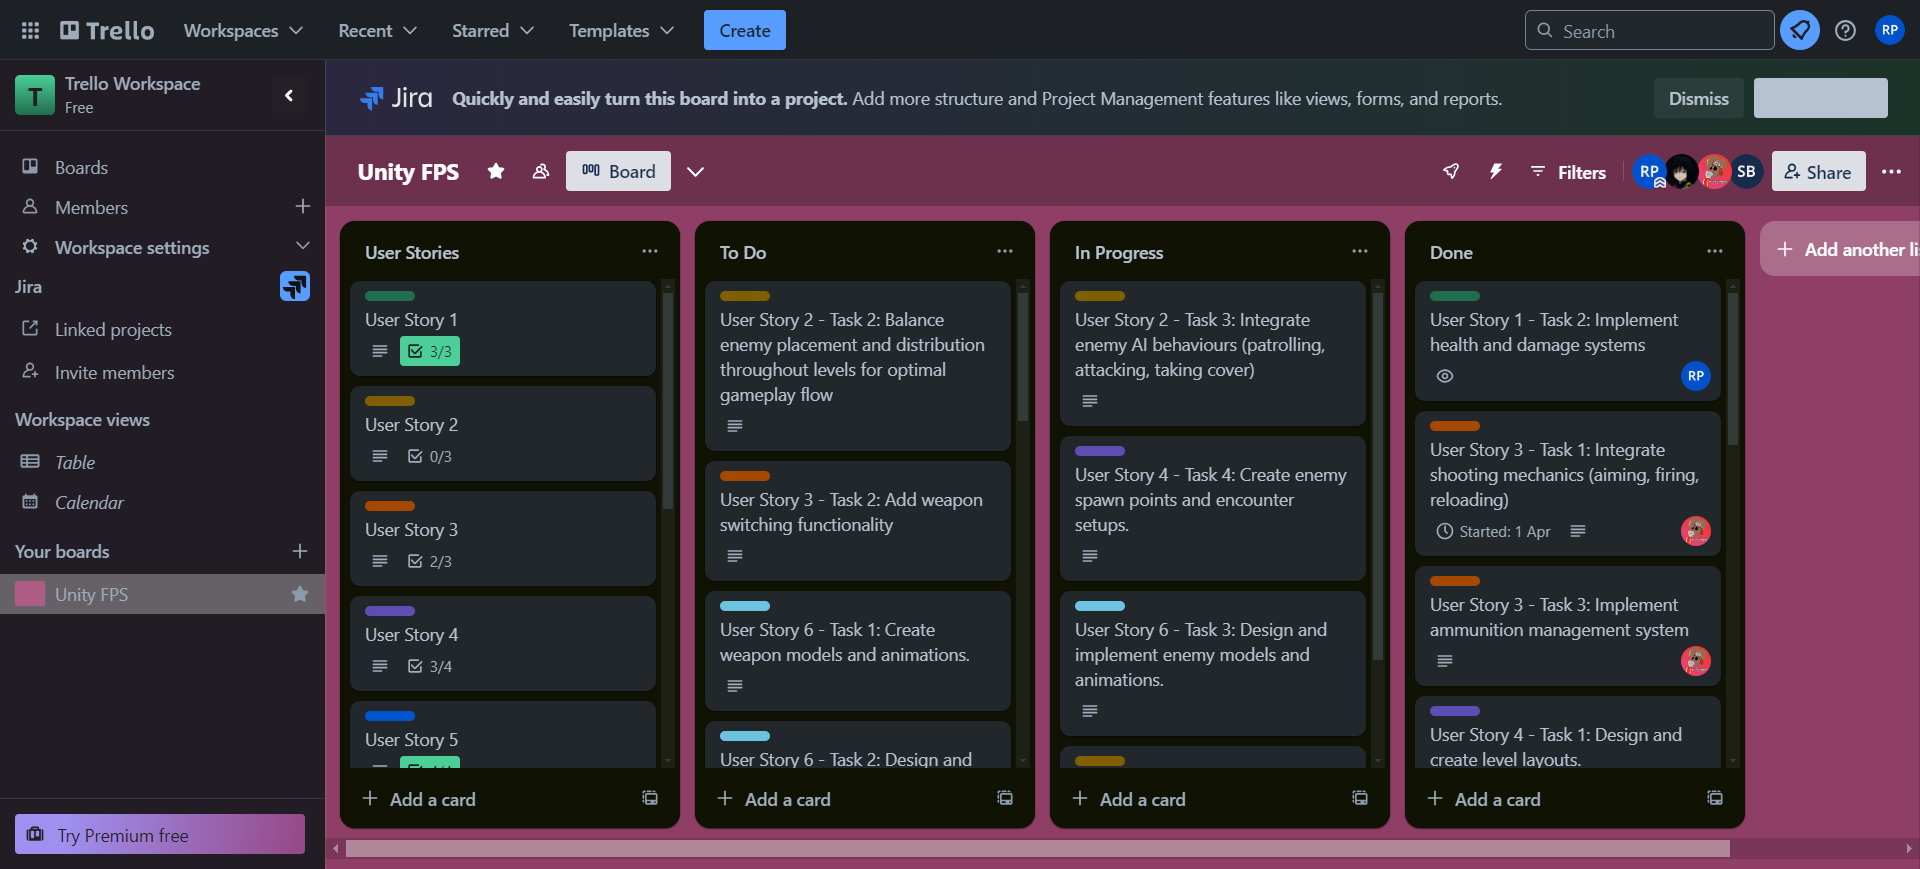 Trello
Workspaces
Recent
Starred
Templates
Create
Search
RP
T
Trello Workspace
Free
Jira
Quickly and easily turn this board into a project. Add more structure and Project Management features like views, forms, and reports.
Dismiss
Boards
Members
Workspace settings
Jira
Linked projects
Invite members
Workspace views
Table
Calendar
Your boards
Unity FPS
Try Premium free
Unity FPS
Board
Filters
RP
SB
Share
User Stories
User Story 1
3/3
User Story 2
0/3
User Story 3
2/3
User Story 4
3/4
User Story 5
Add a card
To Do
User Story 2 - Task 2: Balance
enemy placement and distribution
throughout levels for optimal
gameplay flow
User Story 3 - Task 2: Add weapon
switching functionality
User Story 6 - Task 1: Create
weapon models and animations.
User Story 6 - Task 2: Design and
Add a card
In Progress
User Story 2 - Task 3: Integrate
enemy AI behaviours (patrolling,
attacking, taking cover)
User Story 4 - Task 4: Create enemy
spawn points and encounter
setups.
User Story 6 - Task 3: Design and
implement enemy models and
animations.
Add a card
Done
User Story 1 - Task 2: Implement
health and damage systems
RP
User Story 3 - Task 1: Integrate
shooting mechanics (aiming, firing,
reloading)
Started: 1 Apr
User Story 3 - Task 3: Implement
ammunition management system
User Story 4 - Task 1: Design and
create level layouts.
Add a card
Add another li